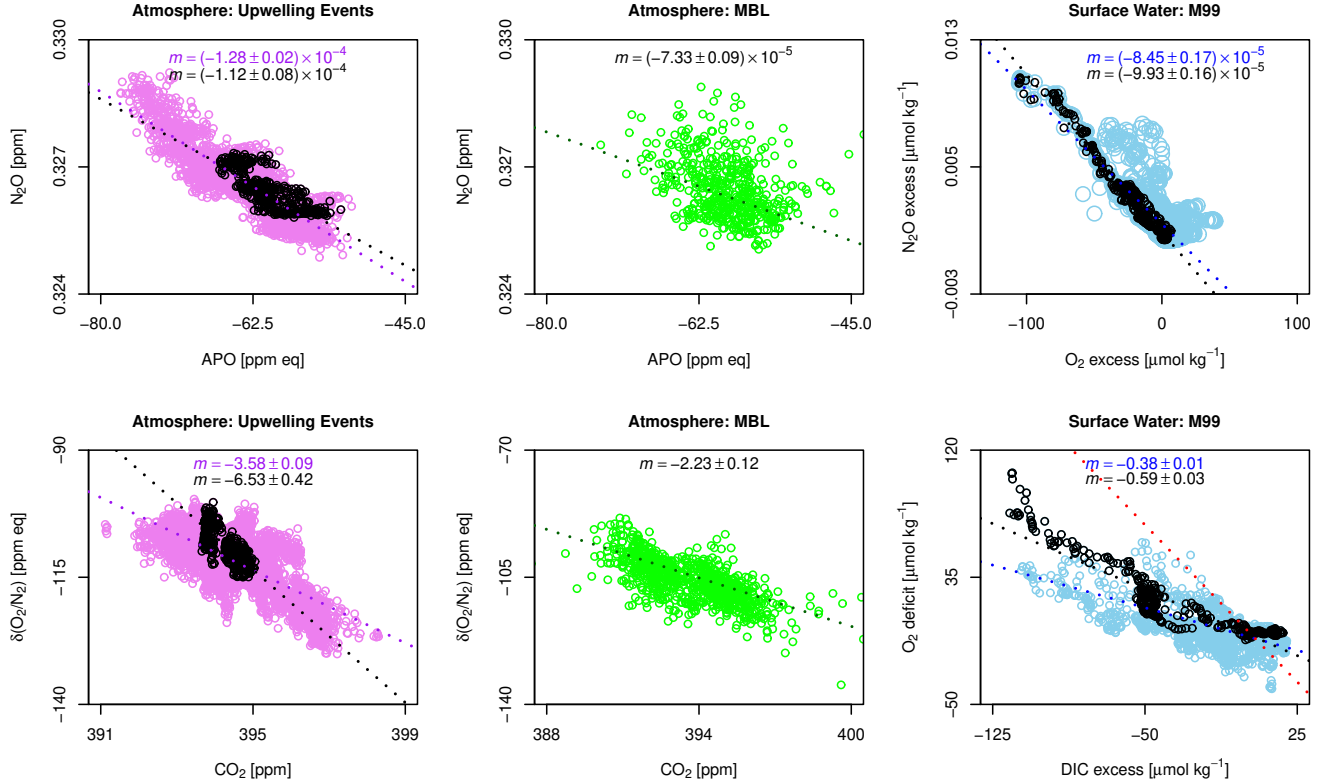 Atmosphere: Upwelling Events
m = (−1.28 ± 0.02) × 10⁻⁴
m = (−1.12 ± 0.08) × 10⁻⁴
0.330
0.327
0.324
N₂O [ppm]
−80.0 −62.5 −45.0
APO [ppm eq]
Atmosphere: MBL
m = (−7.33 ± 0.09) × 10⁻⁵
0.330
0.327
0.324
N₂O [ppm]
−80.0 −62.5 −45.0
APO [ppm eq]
Surface Water: M99
m = (−8.45 ± 0.17) × 10⁻⁵
m = (−9.93 ± 0.16) × 10⁻⁵
0.013
0.005
−0.003
N₂O excess [μmol kg⁻¹]
−100 0 100
O₂ excess [μmol kg⁻¹]
Atmosphere: Upwelling Events
m = −3.58 ± 0.09
m = −6.53 ± 0.42
−90
−115
−140
δ(O₂/N₂) [ppm eq]
391 395 399
CO₂ [ppm]
Atmosphere: MBL
m = −2.23 ± 0.12
−70
−105
−140
δ(O₂/N₂) [ppm eq]
388 394 400
CO₂ [ppm]
Surface Water: M99
m = −0.38 ± 0.01
m = −0.59 ± 0.03
120
35
−50
O₂ deficit [μmol kg⁻¹]
−125 −50 25
DIC excess [μmol kg⁻¹]